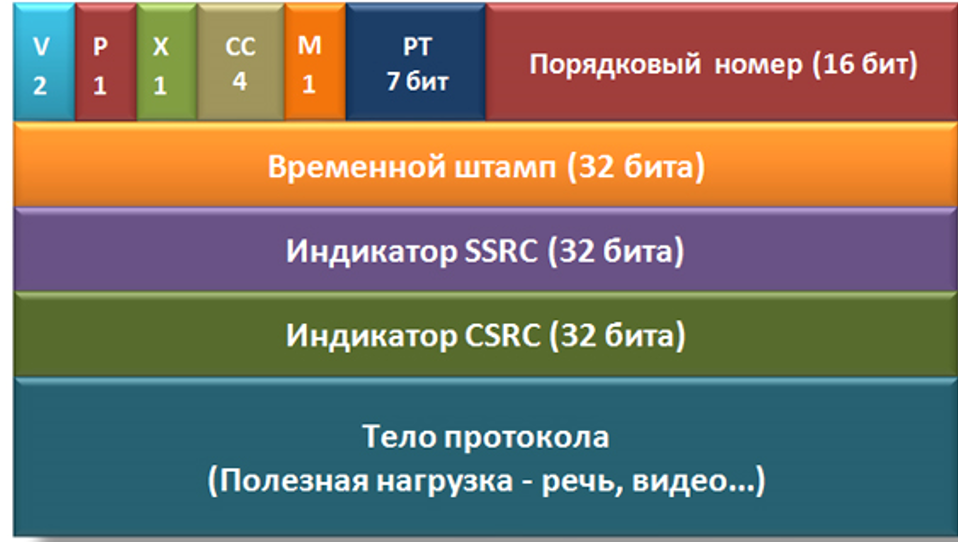 V P X CC M PT
2 1 1 4 1 7 бит
Порядковый номер (16 бит)
Временной штамп (32 бита)
Индикатор SSRC (32 бита)
Индикатор CSRC (32 бита)
Тело протокола
(Полезная нагрузка - речь, видео...)